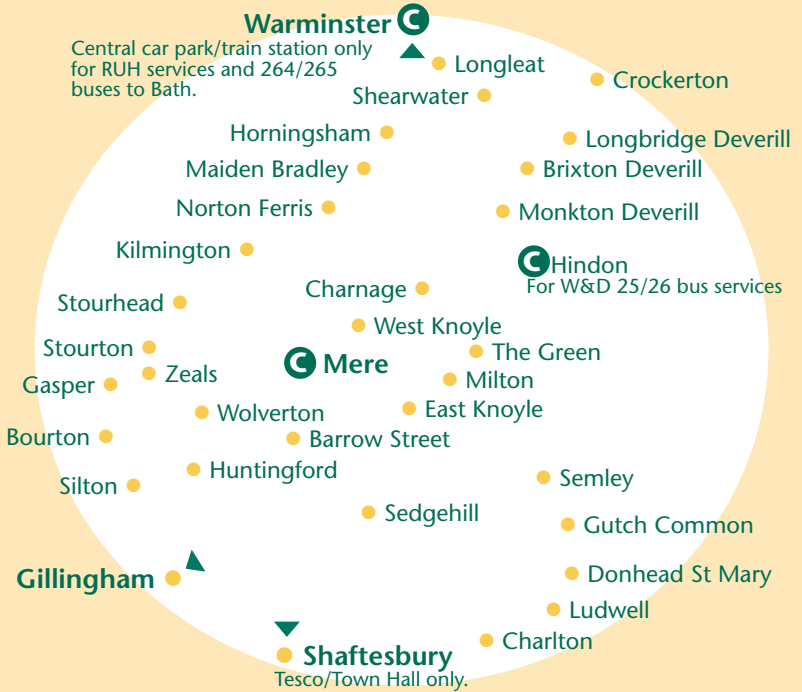 Warminster C
Central car park/train station only
for RUH services and 264/265
buses to Bath.
Longleat
Crockerton
Shearwater
Horningsham
Longbridge Deverill
Maiden Bradley
Brixton Deverill
Norton Ferris
Monkton Deverill
Kilmington
C Hindon
For W&D 25/26 bus services
Charnage
Stourhead
West Knoyle
Stourton
The Green
C Mere
Zeals
Gasper
Milton
Wolverton
East Knoyle
Bourton
Barrow Street
Huntingford
Silton
Semley
Sedgehill
Gutch Common
Gillingham
Donhead St Mary
Ludwell
Charlton
Shaftesbury
Tesco/Town Hall only.